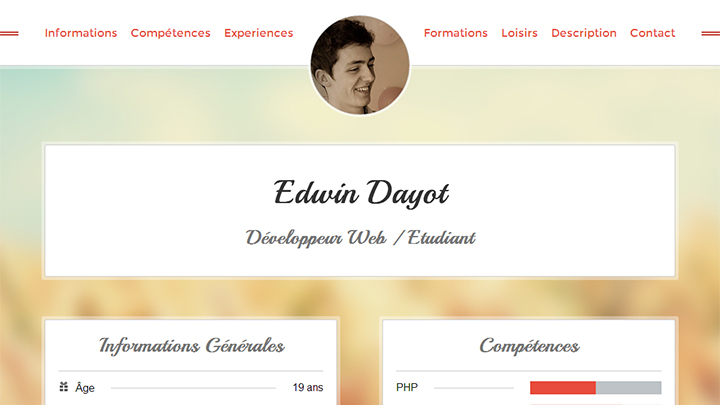 Informations Compétences Experiences Formations Loisirs Description Contact
Edwin Dayot
Développeur Web / Etudiant
Informations Générales
Âge 19 ans
Compétences
PHP